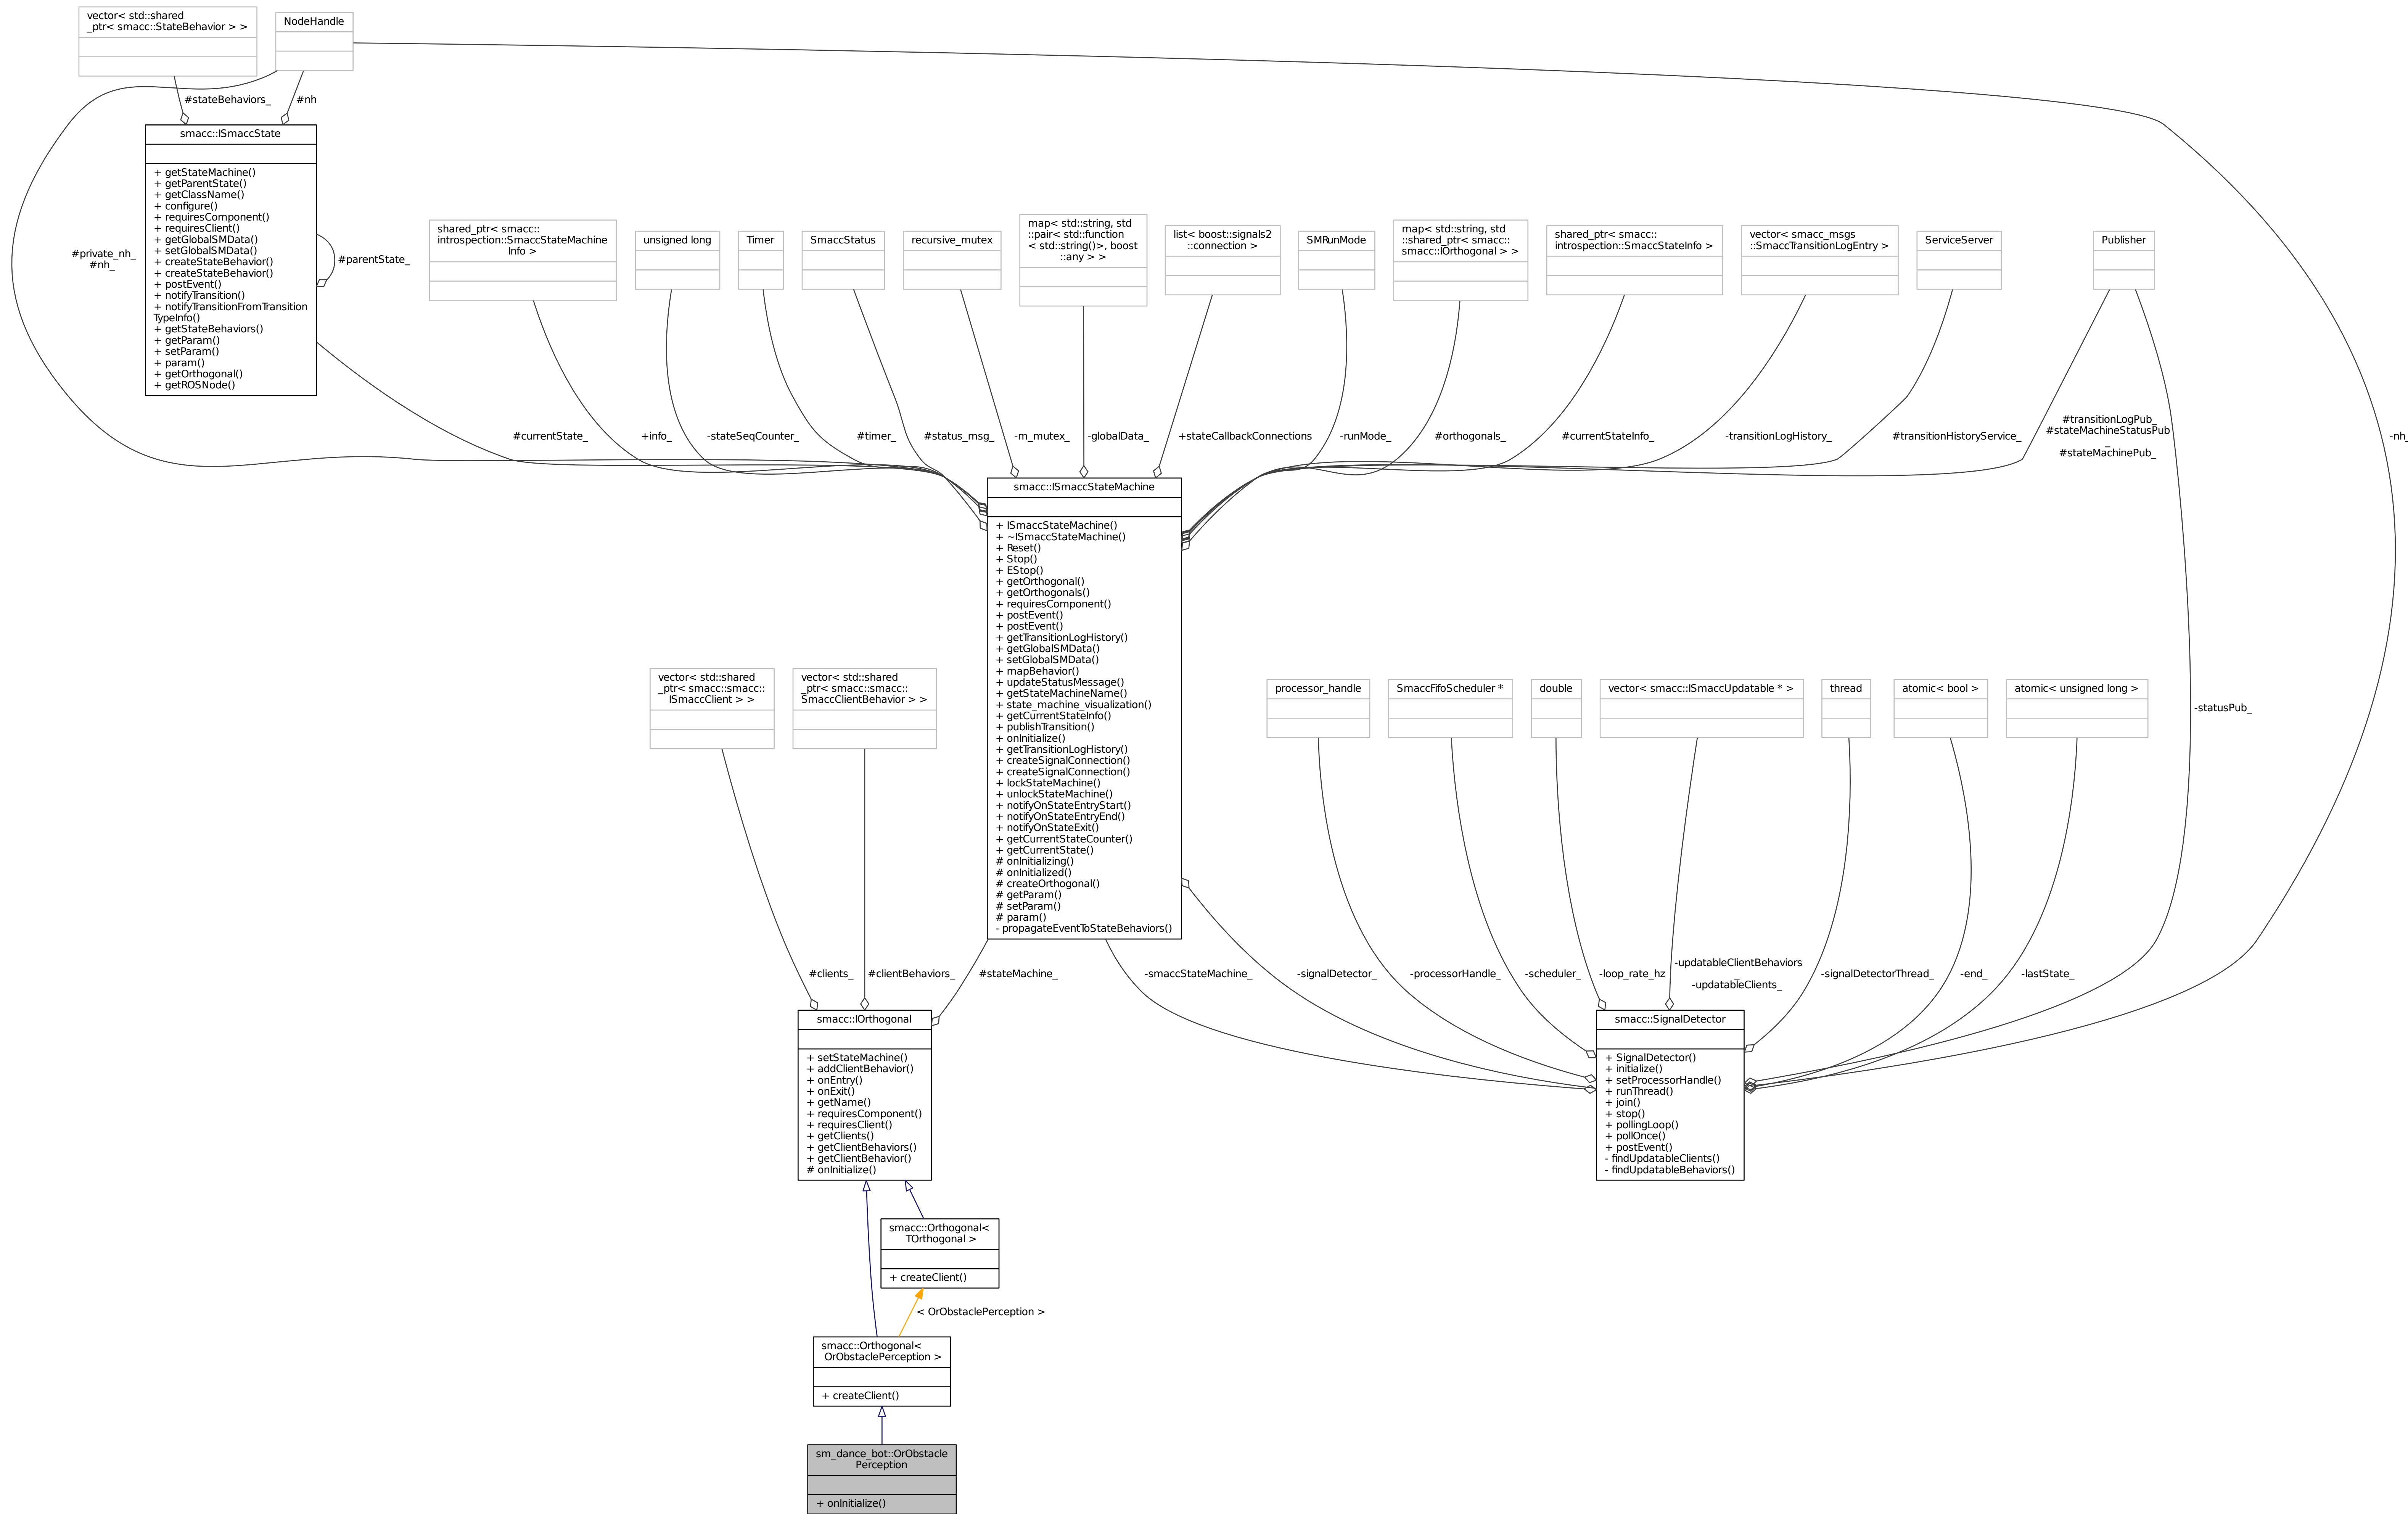 vector< std::shared
_ptr< smacc::StateBehavior > >
NodeHandle
#stateBehaviors_
#nh
smacc::ISmaccState
+ getStateMachine()
+ getParentState()
+ getClassName()
+ configure()
+ requiresComponent()
+ requiresClient()
+ getGlobalSMData()
+ setGlobalSMData()
+ createStateBehavior()
+ createStateBehavior()
+ postEvent()
+ notifyTransition()
+ notifyTransitionFromTransition
TypeInfo()
+ getStateBehaviors()
+ getParam()
+ setParam()
+ param()
+ getOrthogonal()
+ getROSNode()
#private_nh_
#nh_
#parentState_
shared_ptr< smacc::
introspection::SmaccStateMachine
Info >
unsigned long
Timer
SmaccStatus
recursive_mutex
map< std::string, std
::pair< std::function
< std::string()>, boost
::any > >
list< boost::signals2
::connection >
SMRunMode
map< std::string, std
::shared_ptr< smacc::
smacc::IOrthogonal > >
shared_ptr< smacc::
introspection::SmaccStateInfo >
vector< smacc_msgs
::SmaccTransitionLogEntry >
ServiceServer
Publisher
#currentState_
+info_
-stateSeqCounter_
#timer_
#status_msg_
-m_mutex_
-globalData_
+stateCallbackConnections
-runMode_
#orthogonals_
#currentStateInfo_
-transitionLogHistory_
#transitionHistoryService_
#transitionLogPub_
#stateMachineStatusPub
_
#stateMachinePub_
-nh_
smacc::ISmaccStateMachine
+ ISmaccStateMachine()
+ ~ISmaccStateMachine()
+ Reset()
+ Stop()
+ EStop()
+ getOrthogonal()
+ getOrthogonals()
+ requiresComponent()
+ postEvent()
+ postEvent()
+ getTransitionLogHistory()
+ getGlobalSMData()
+ setGlobalSMData()
+ mapBehavior()
+ updateStatusMessage()
+ getStateMachineName()
+ state_machine_visualization()
+ getCurrentStateInfo()
+ publishTransition()
+ onInitialize()
+ getTransitionLogHistory()
+ createSignalConnection()
+ createSignalConnection()
+ lockStateMachine()
+ unlockStateMachine()
+ notifyOnStateEntryStart()
+ notifyOnStateEntryEnd()
+ notifyOnStateExit()
+ getCurrentStateCounter()
+ getCurrentState()
# onInitializing()
# onInitialized()
# createOrthogonal()
# getParam()
# setParam()
# param()
- propagateEventToStateBehaviors()
vector< std::shared
_ptr< smacc::smacc::
ISmaccClient > >
vector< std::shared
_ptr< smacc::smacc::
SmaccClientBehavior > >
processor_handle
SmaccFifoScheduler *
double
vector< smacc::ISmaccUpdatable * >
thread
atomic< bool >
atomic< unsigned long >
-statusPub_
#clients_
#clientBehaviors_
#stateMachine_
-smaccStateMachine_
-signalDetector_
-processorHandle_
-scheduler_
-loop_rate_hz
-updatableClientBehaviors
_
-updatableClients_
-signalDetectorThread_
-end_
-lastState_
smacc::IOrthogonal
+ setStateMachine()
+ addClientBehavior()
+ onEntry()
+ onExit()
+ getName()
+ requiresComponent()
+ requiresClient()
+ getClients()
+ getClientBehaviors()
+ getClientBehavior()
# onInitialize()
smacc::SignalDetector
+ SignalDetector()
+ initialize()
+ setProcessorHandle()
+ runThread()
+ join()
+ stop()
+ pollingLoop()
+ pollOnce()
+ postEvent()
- findUpdatableClients()
- findUpdatableBehaviors()
smacc::Orthogonal<
TOrthogonal >
+ createClient()
< OrObstaclePerception >
smacc::Orthogonal<
OrObstaclePerception >
+ createClient()
sm_dance_bot::OrObstacle
Perception
+ onInitialize()